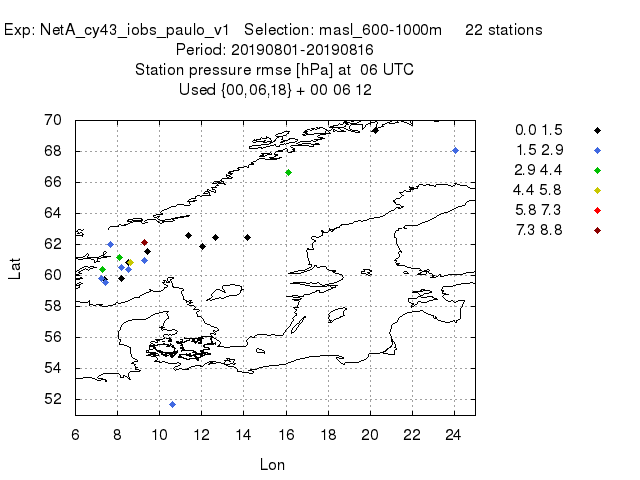 Exp: NetA_cy43_iobs_paulo_v1   Selection: masl_600-1000m     22 stations
Period: 20190801-20190816
Station pressure rmse [hPa] at  06 UTC
Used {00,06,18} + 00 06 12
70
68
66
64
62
60
58
56
54
52
Lat
6 8 10 12 14 16 18 20 22 24
Lon
0.0 1.5
1.5 2.9
2.9 4.4
4.4 5.8
5.8 7.3
7.3 8.8